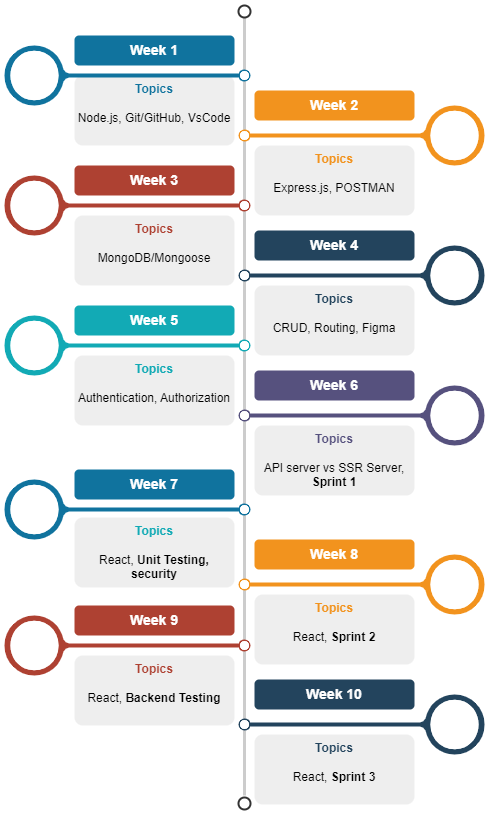 Week 1
Topics
Node.js, Git/GitHub, VsCode
Week 2
Topics
Express.js, POSTMAN
Week 3
Topics
MongoDB/Mongoose
Week 4
Topics
CRUD, Routing, Figma
Week 5
Topics
Authentication, Authorization
Week 6
Topics
API server vs SSR Server,
Sprint 1
Week 7
Topics
React, Unit Testing,
security
Week 8
Topics
React, Sprint 2
Week 9
Topics
React, Backend Testing
Week 10
Topics
React, Sprint 3